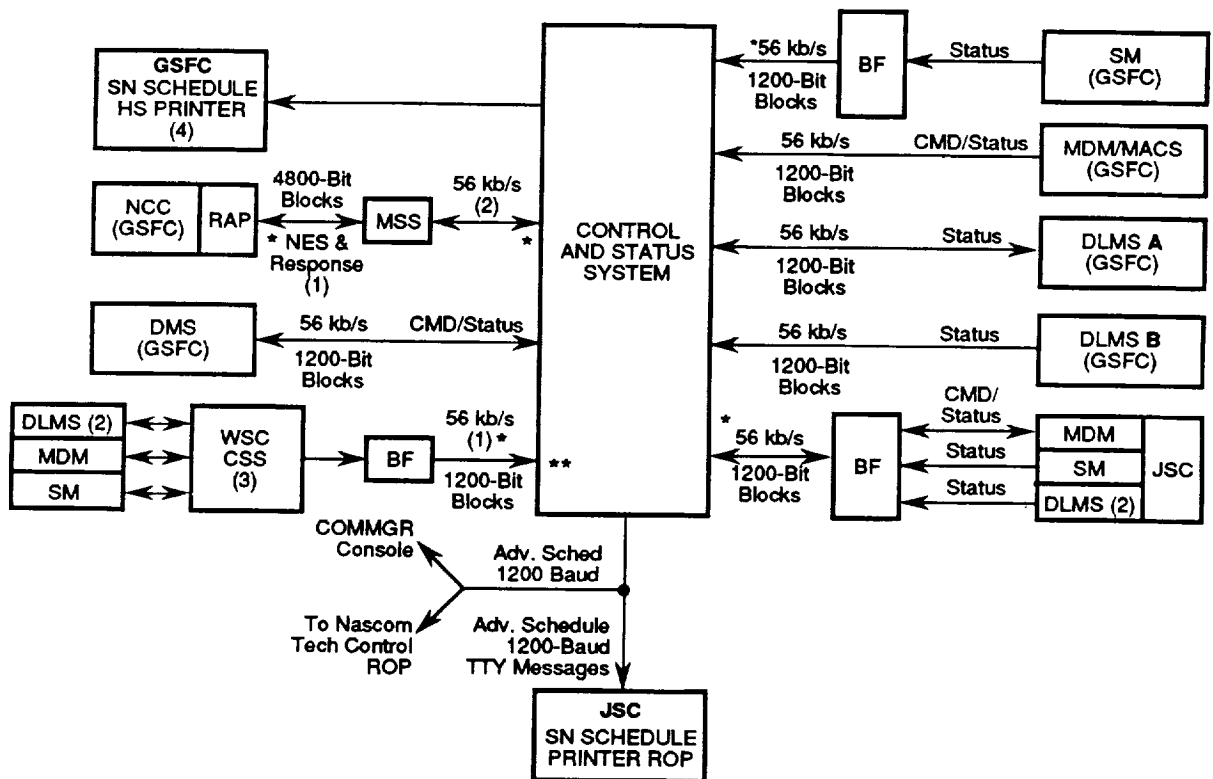 GSFC
SN SCHEDULE
HS PRINTER
(4)
NCC
(GSFC)
RAP
4800-Bit
Blocks
* NES &
Response
(1)
MSS
56 kb/s
(2)
*
DMS
(GSFC)
56 kb/s
CMD/Status
1200-Bit
Blocks
DLMS (2)
MDM
SM
WSC
CSS
(3)
BF
56 kb/s
(1) *
1200-Bit
Blocks
**
CONTROL
AND STATUS
SYSTEM
*56 kb/s
1200-Bit
Blocks
BF
Status
SM
(GSFC)
56 kb/s
CMD/Status
1200-Bit
Blocks
MDM/MACS
(GSFC)
56 kb/s
Status
1200-Bit
Blocks
DLMS A
(GSFC)
56 kb/s
Status
1200-Bit
Blocks
DLMS B
(GSFC)
*
56 kb/s
1200-Bit
Blocks
BF
CMD/
Status
Status
Status
MDM
SM
DLMS (2)
JSC
COMMGR
Console
Adv. Sched
1200 Baud
To Nascom
Tech Control
ROP
Adv. Schedule
1200-Baud
TTY Messages
JSC
SN SCHEDULE
PRINTER ROP